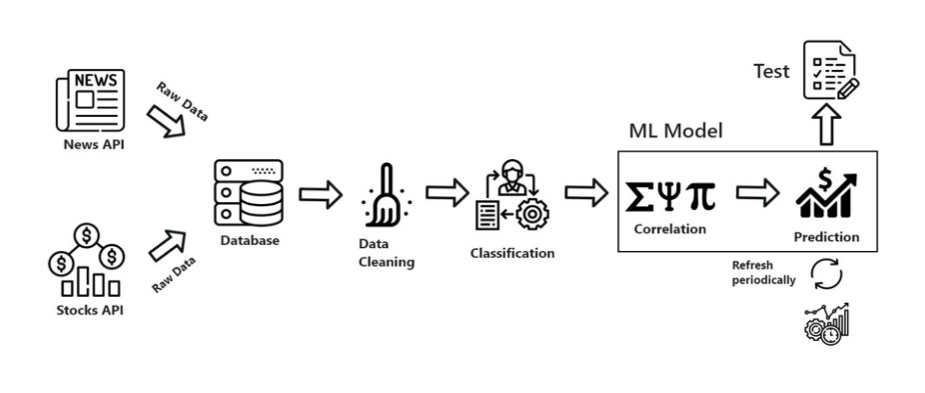 Test
NEWS
Raw Data
News API
ML Model
ΣΨπ
Correlation
Prediction
Database
Data
Cleaning
Classification
Raw Data
Stocks API
Refresh
periodically